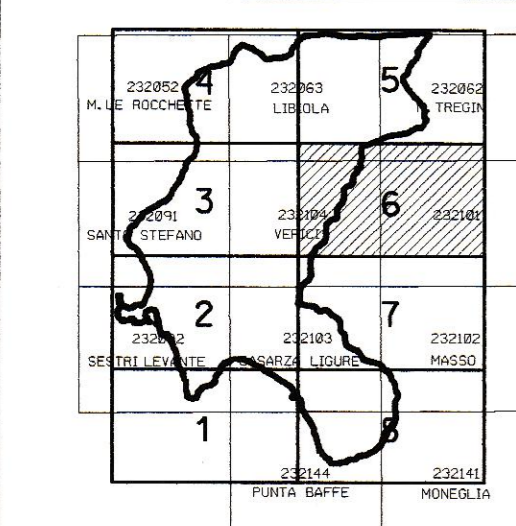 4 5
232052 232063 232062
M. LE ROCCHETTE LIBIOLA TREGIN
3 6
232091 232104 232101
SANTO STEFANO VERICI
2 7
232103 232102
SESTRI LEVANTE CASARZA LIGURE MASSO
1 8
232144 232141
PUNTA BAFFE MONEGLIA